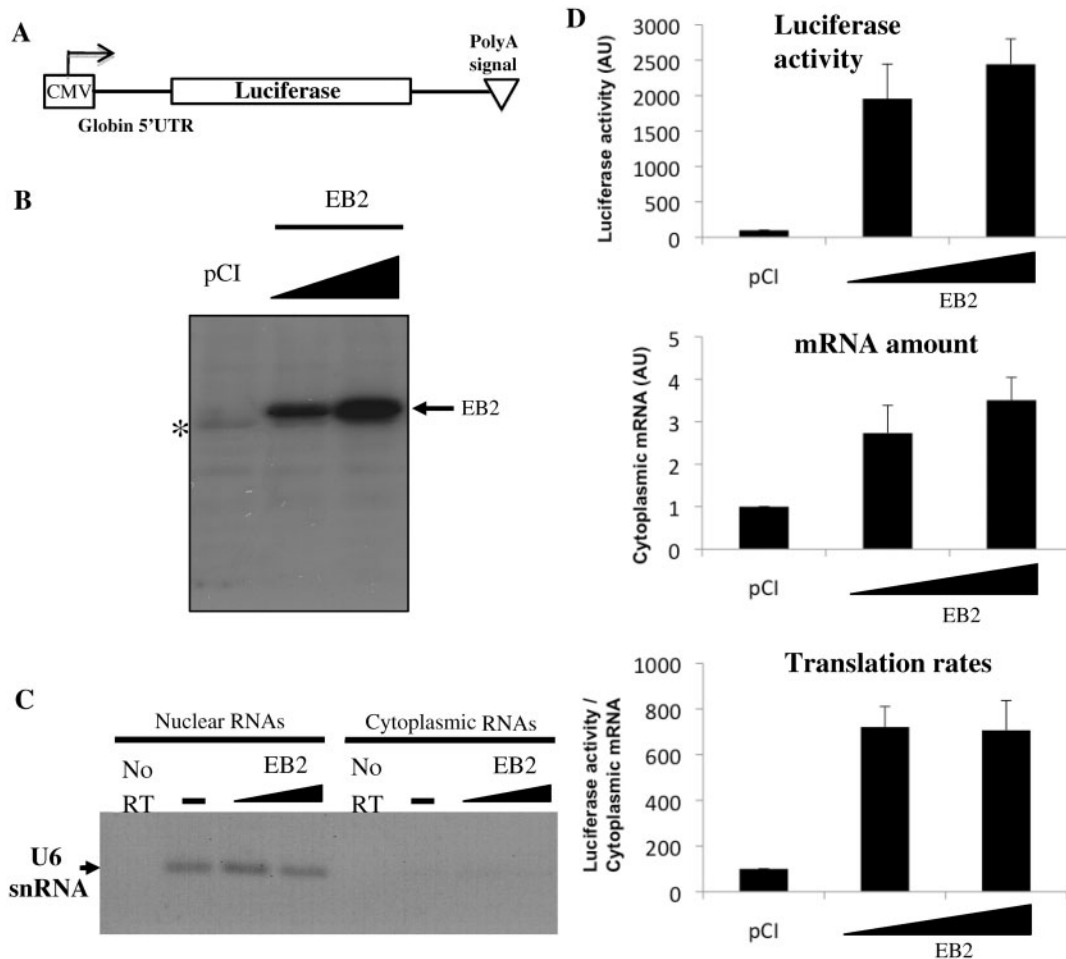 A
CMV
Globin 5'UTR
Luciferase
PolyA
signal
B
EB2
pCI
*
EB2
C
Nuclear RNAs
Cytoplasmic RNAs
No
RT
EB2
No
RT
EB2
U6
snRNA
D
Luciferase
activity
Luciferase activity (AU)
3000
2500
2000
1500
1000
500
0
pCI
EB2
mRNA amount
Cytoplasmic mRNA (AU)
5
4
3
2
1
0
pCI
EB2
Translation rates
Luciferase activity /
Cytoplasmic mRNA
1000
800
600
400
200
0
pCI
EB2